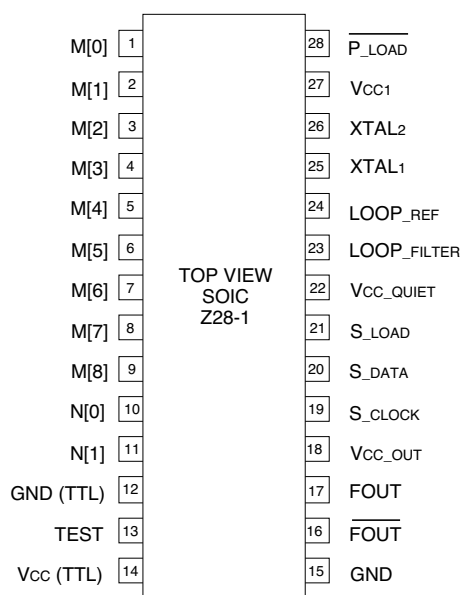 M[0] 1 28 P_LOAD
M[1] 2 27 VCC1
M[2] 3 26 XTAL2
M[3] 4 25 XTAL1
M[4] 5 24 LOOP_REF
M[5] 6 23 LOOP_FILTER
M[6] 7 TOP VIEW 22 VCC_QUIET
SOIC
Z28-1
M[7] 8 21 S_LOAD
M[8] 9 20 S_DATA
N[0] 10 19 S_CLOCK
N[1] 11 18 VCC_OUT
GND (TTL) 12 17 FOUT
TEST 13 16 FOUT
VCC (TTL) 14 15 GND